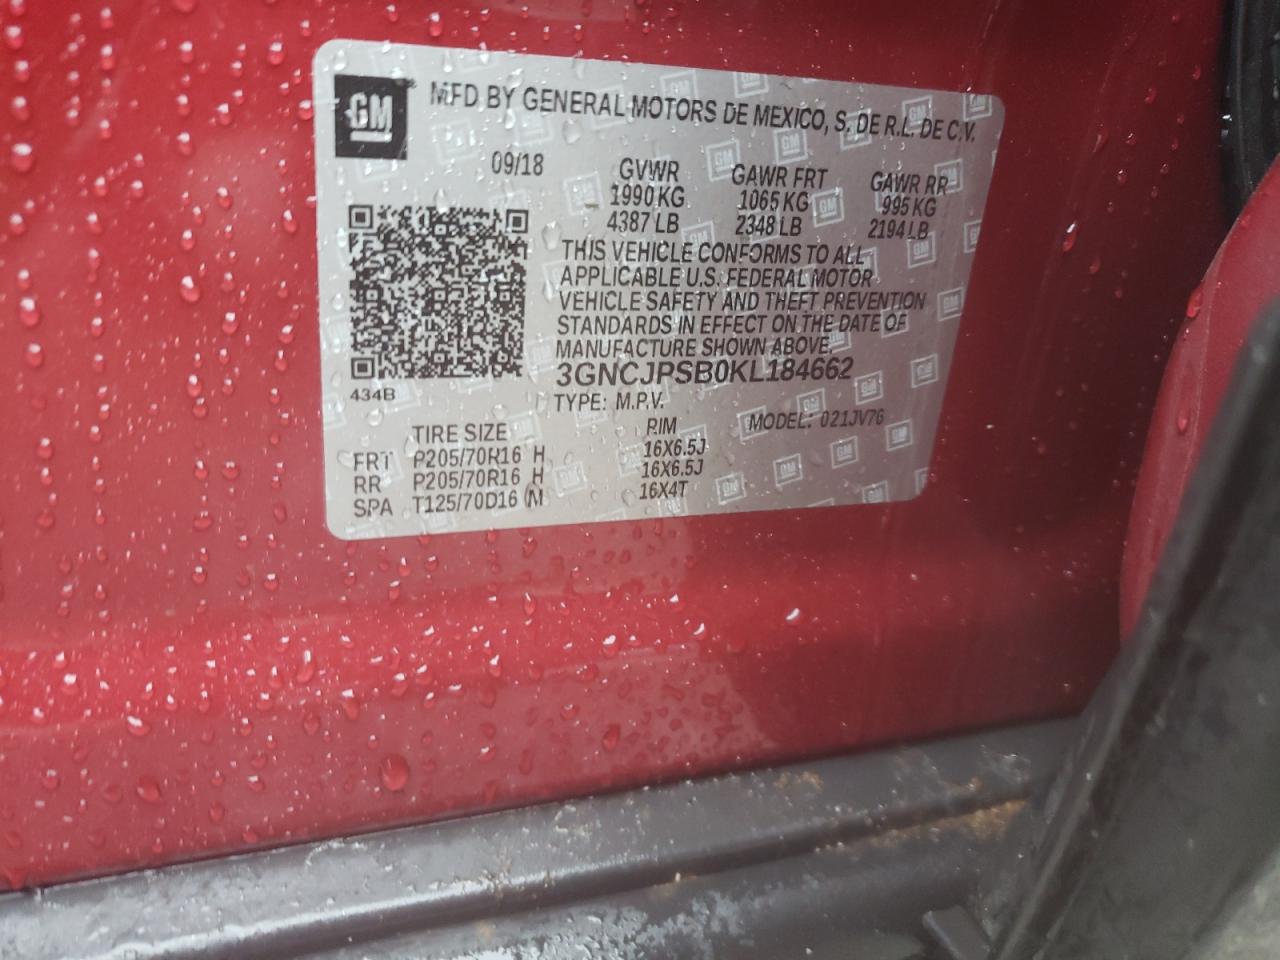 GM
MFD BY GENERAL MOTORS DE MEXICO, S. DE R.L. DE C.V.
09/18 GVWR GAWR FRT GAWR RR
1990 KG 1065 KG 995 KG
4387 LB 2348 LB 2194 LB
THIS VEHICLE CONFORMS TO ALL
APPLICABLE U.S. FEDERAL MOTOR
VEHICLE SAFETY AND THEFT PREVENTION
STANDARDS IN EFFECT ON THE DATE OF
MANUFACTURE SHOWN ABOVE.
3GNCJPSB0KL184662
434B
TYPE: M.P.V. MODEL: 021JV76
TIRE SIZE RIM
FRT P205/70R16 H 16X6.5J
RR P205/70R16 H 16X6.5J
SPA T125/70D16 M 16X4T